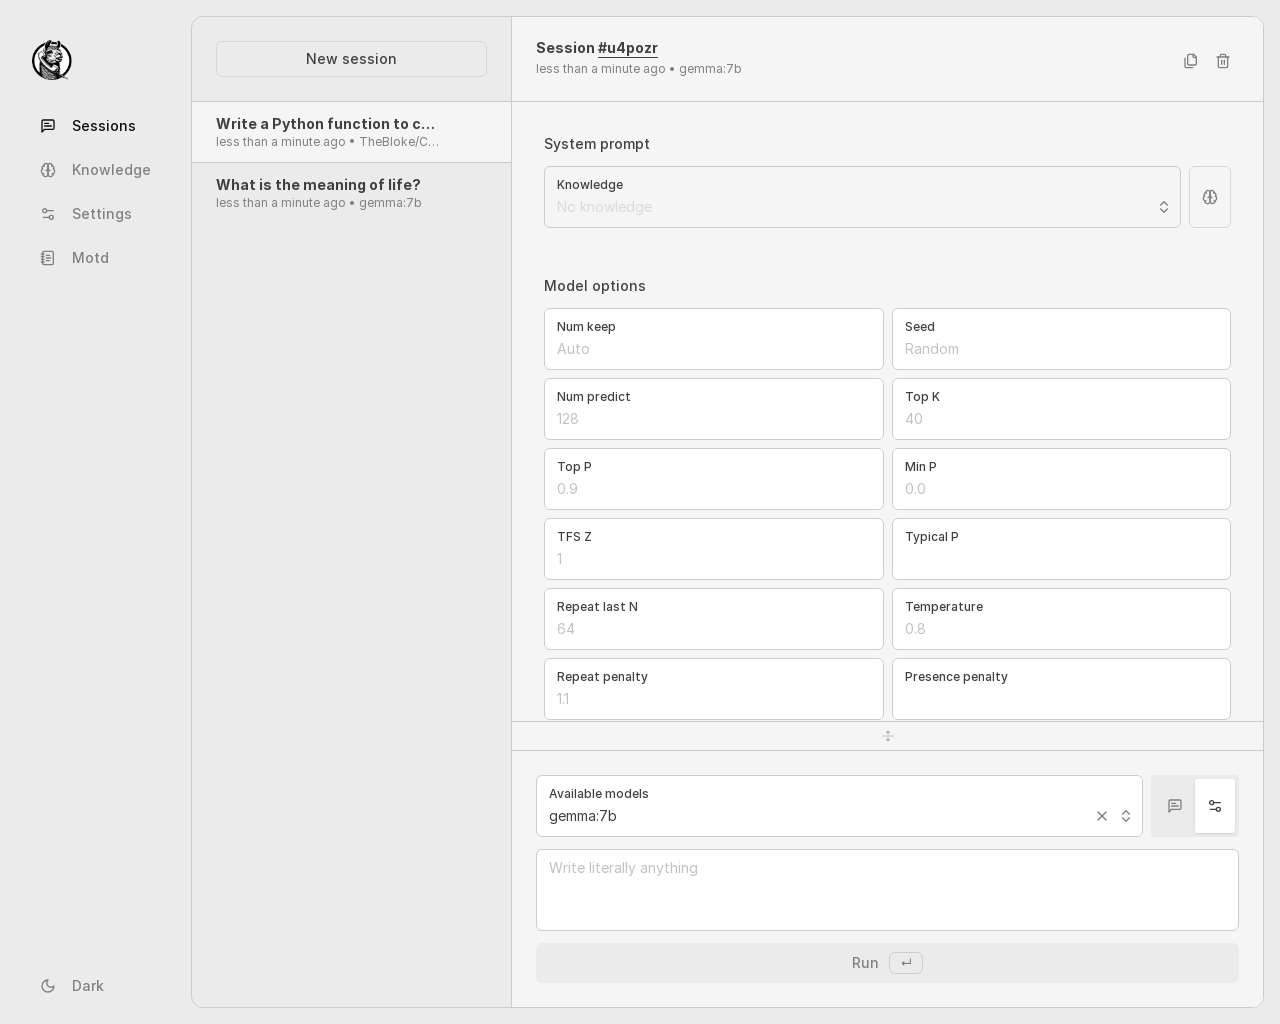 Sessions
Knowledge
Settings
Motd
Dark
New session
Write a Python function to c…
less than a minute ago • TheBloke/C…
What is the meaning of life?
less than a minute ago • gemma:7b
Session #u4pozr
less than a minute ago • gemma:7b
System prompt
Knowledge
No knowledge
Model options
Num keep
Auto
Seed
Random
Num predict
128
Top K
40
Top P
0.9
Min P
0.0
TFS Z
1
Typical P
Repeat last N
64
Temperature
0.8
Repeat penalty
1.1
Presence penalty
Available models
gemma:7b
Write literally anything
Run